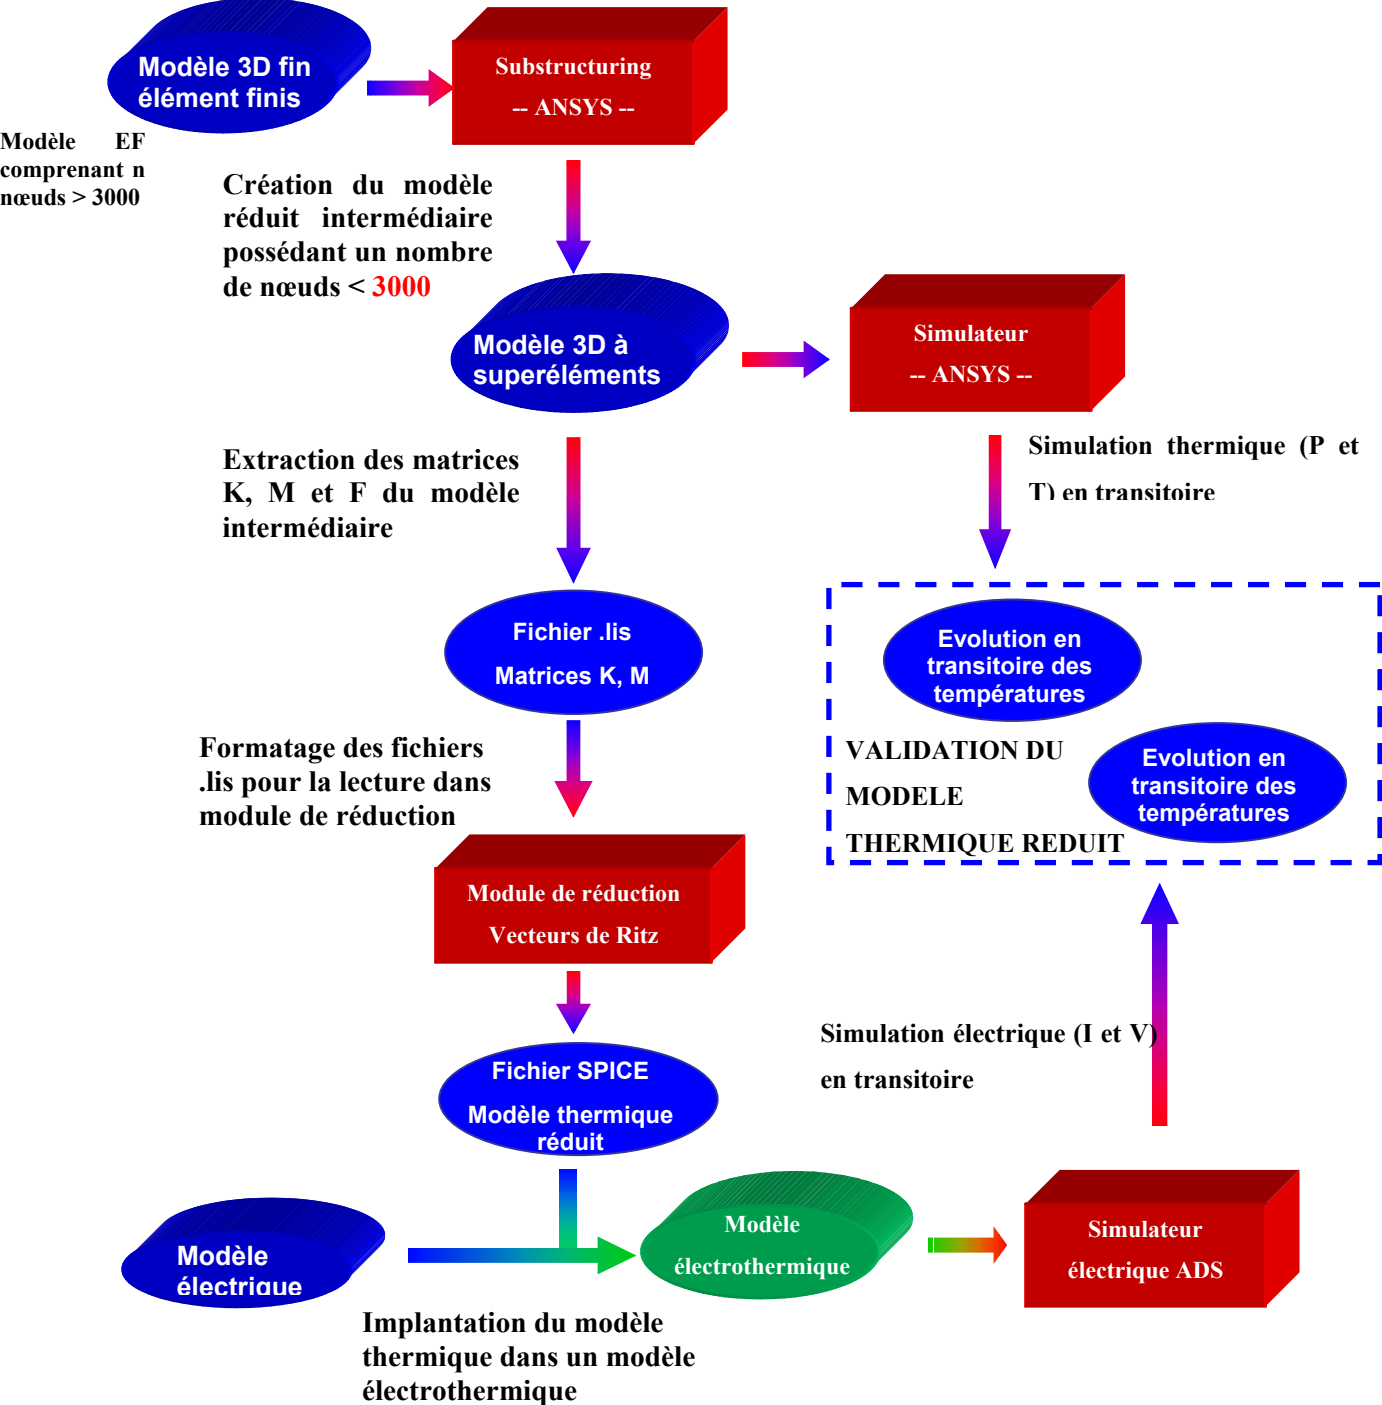 Modèle 3D fin
élément finis
Substructuring
-- ANSYS --
Modèle EF
comprenant n
nœuds > 3000
Création du modèle
réduit intermédiaire
possédant un nombre
de nœuds < 3000
Modèle 3D à
superéléments
Simulateur
-- ANSYS --
Extraction des matrices
K, M et F du modèle
intermédiaire
Simulation thermique (P et
T) en transitoire
Fichier .lis
Matrices K, M
Evolution en
transitoire des
températures
Formatage des fichiers
.lis pour la lecture dans
module de réduction
VALIDATION DU
MODELE
THERMIQUE REDUIT
Evolution en
transitoire des
températures
Module de réduction
Vecteurs de Ritz
Simulation électrique (I et V)
en transitoire
Fichier SPICE
Modèle thermique
réduit
Modèle
électrique
Modèle
électrothermique
Simulateur
électrique ADS
Implantation du modèle
thermique dans un modèle
électrothermique